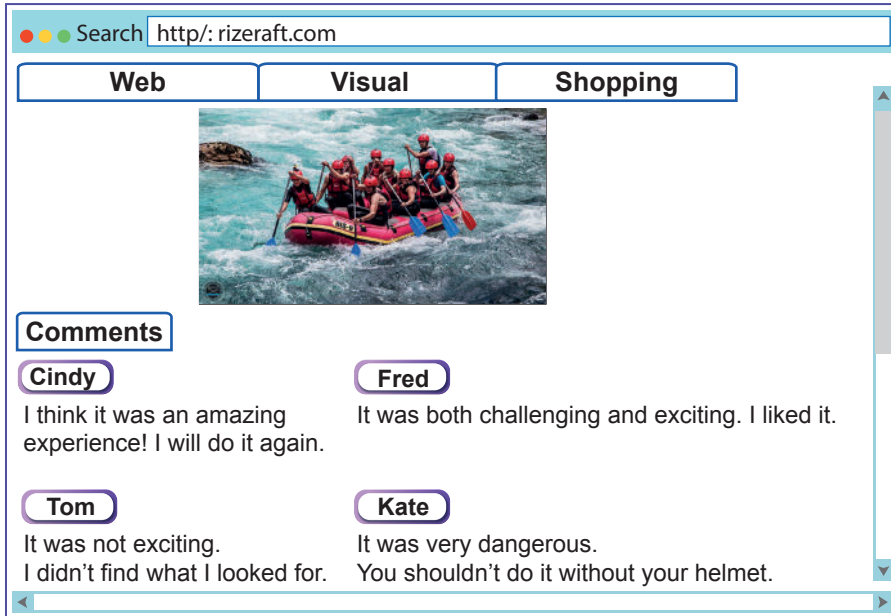 Search http/: rizeraft.com
Web Visual Shopping
Comments
Cindy
I think it was an amazing
experience! I will do it again.
Fred
It was both challenging and exciting. I liked it.
Tom
It was not exciting.
I didn't find what I looked for.
Kate
It was very dangerous.
You shouldn't do it without your helmet.